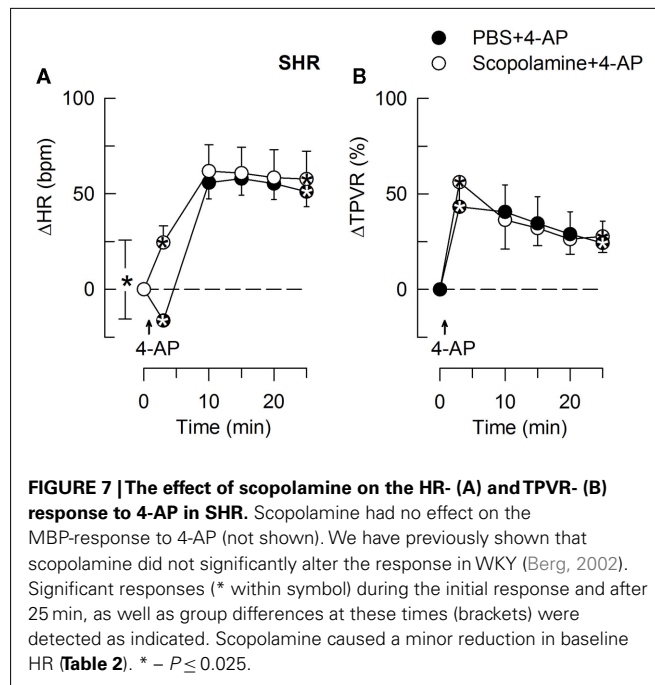 PBS+4-AP
Scopolamine+4-AP
A
SHR
B
100
50
0
ΔHR (bpm)
*
4-AP
0 10 20
Time (min)
100
50
0
ΔTPVR (%)
4-AP
0 10 20
Time (min)
FIGURE 7 | The effect of scopolamine on the HR- (A) and TPVR- (B)
response to 4-AP in SHR. Scopolamine had no effect on the
MBP-response to 4-AP (not shown). We have previously shown that
scopolamine did not significantly alter the response in WKY (Berg, 2002).
Significant responses (* within symbol) during the initial response and after
25 min, as well as group differences at these times (brackets) were
detected as indicated. Scopolamine caused a minor reduction in baseline
HR (Table 2). * – P ≤ 0.025.